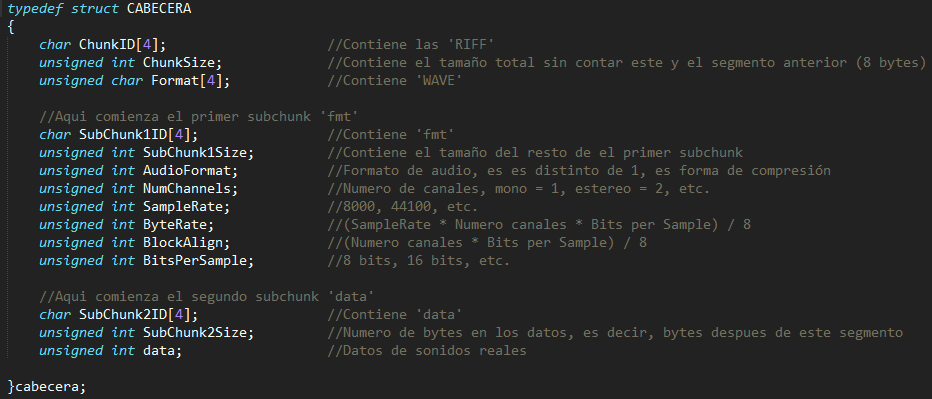 typedef struct CABECERA
{
char ChunkID[4]; //Contiene las 'RIFF'
unsigned int ChunkSize; //Contiene el tamaño total sin contar este y el segmento anterior (8 bytes)
unsigned char Format[4]; //Contiene 'WAVE'
//Aqui comienza el primer subchunk 'fmt'
char SubChunk1ID[4]; //Contiene 'fmt'
unsigned int SubChunk1Size; //Contiene el tamaño del resto de el primer subchunk
unsigned int AudioFormat; //Formato de audio, es es distinto de 1, es forma de compresión
unsigned int NumChannels; //Numero de canales, mono = 1, estereo = 2, etc.
unsigned int SampleRate; //8000, 44100, etc.
unsigned int ByteRate; //(SampleRate * Numero canales * Bits per Sample) / 8
unsigned int BlockAlign; //(Numero canales * Bits per Sample) / 8
unsigned int BitsPerSample; //8 bits, 16 bits, etc.
//Aqui comienza el segundo subchunk 'data'
char SubChunk2ID[4]; //Contiene 'data'
unsigned int SubChunk2Size; //Numero de bytes en los datos, es decir, bytes despues de este segmento
unsigned int data; //Datos de sonidos reales
}cabecera;